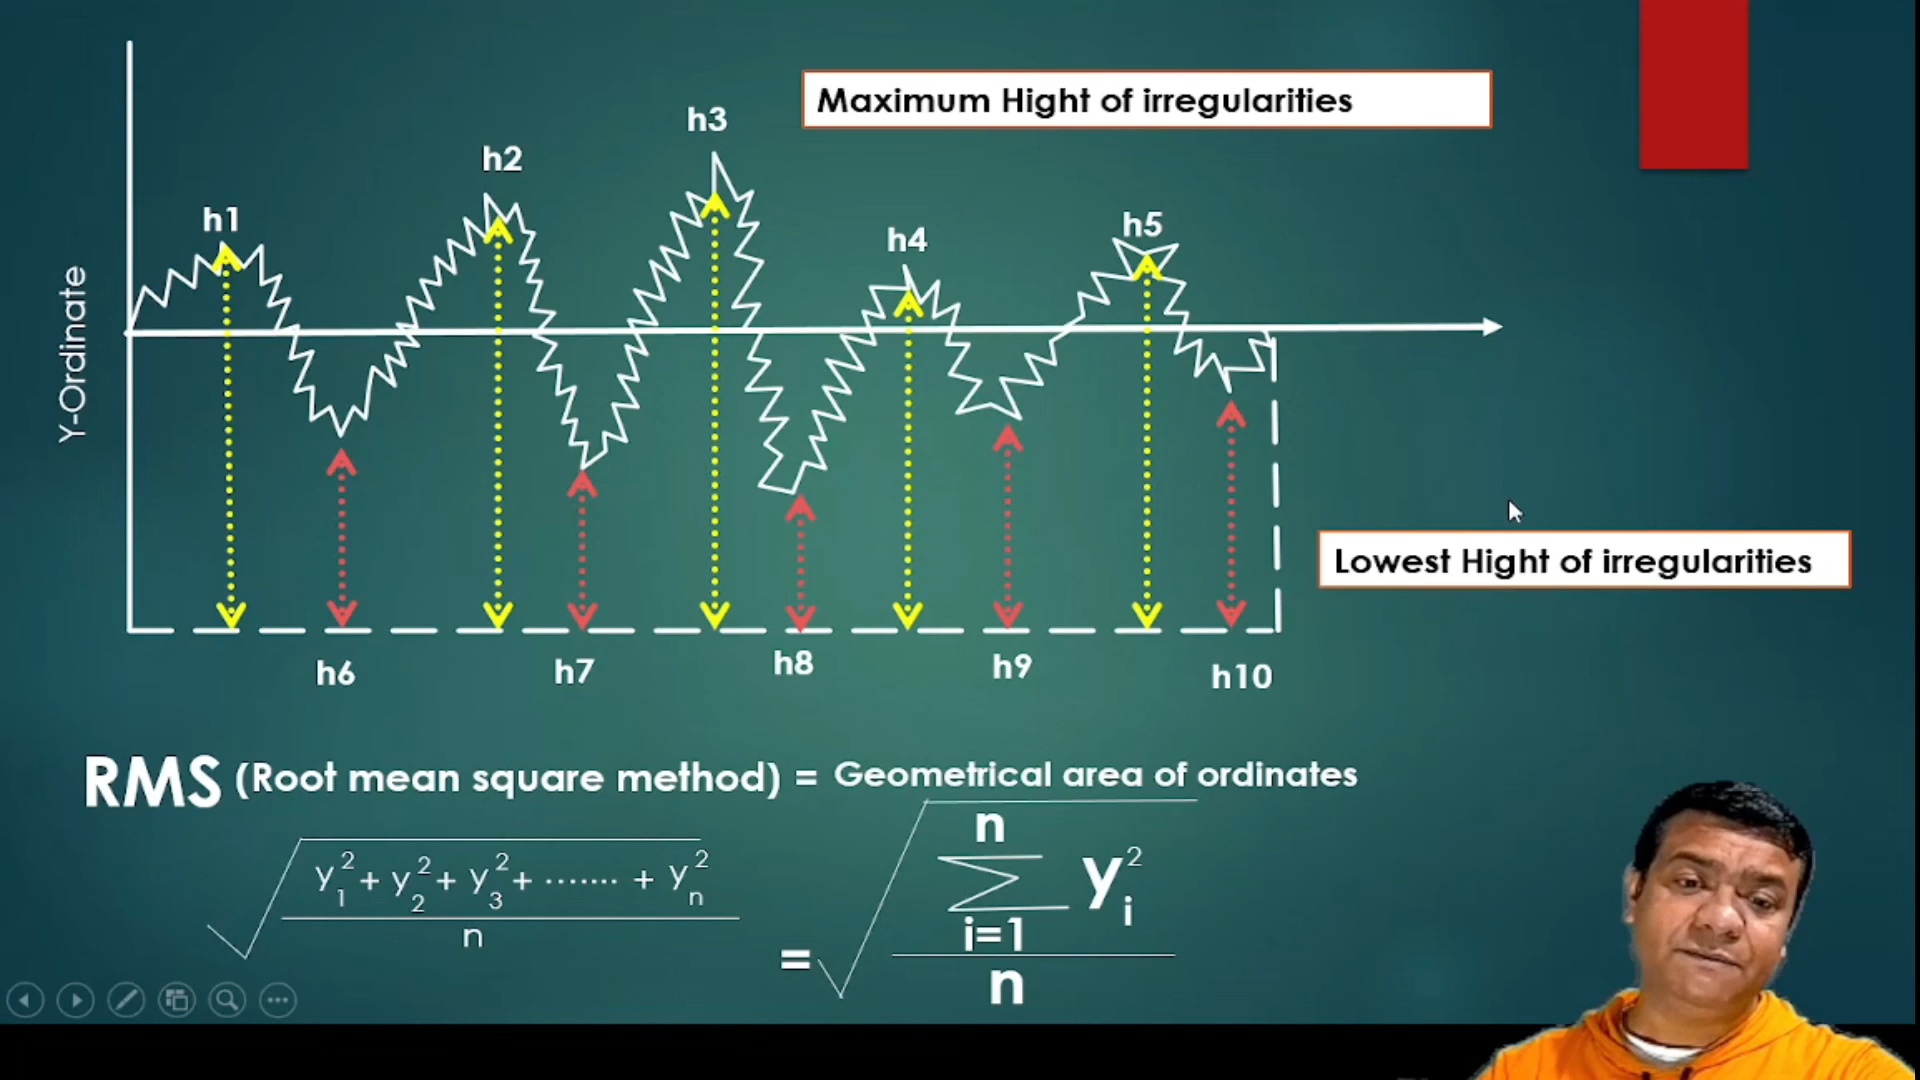 Maximum Hight of irregularities
h3
h2
h1
h4
h5
Y-Ordinate
Lowest Hight of irregularities
h6
h7
h8
h9
h10
RMS (Root mean square method) = Geometrical area of ordinates
√ y₁² + y₂² + y₃² + ....... + yₙ² / n
= √ n ∑ i=1 yᵢ² / n